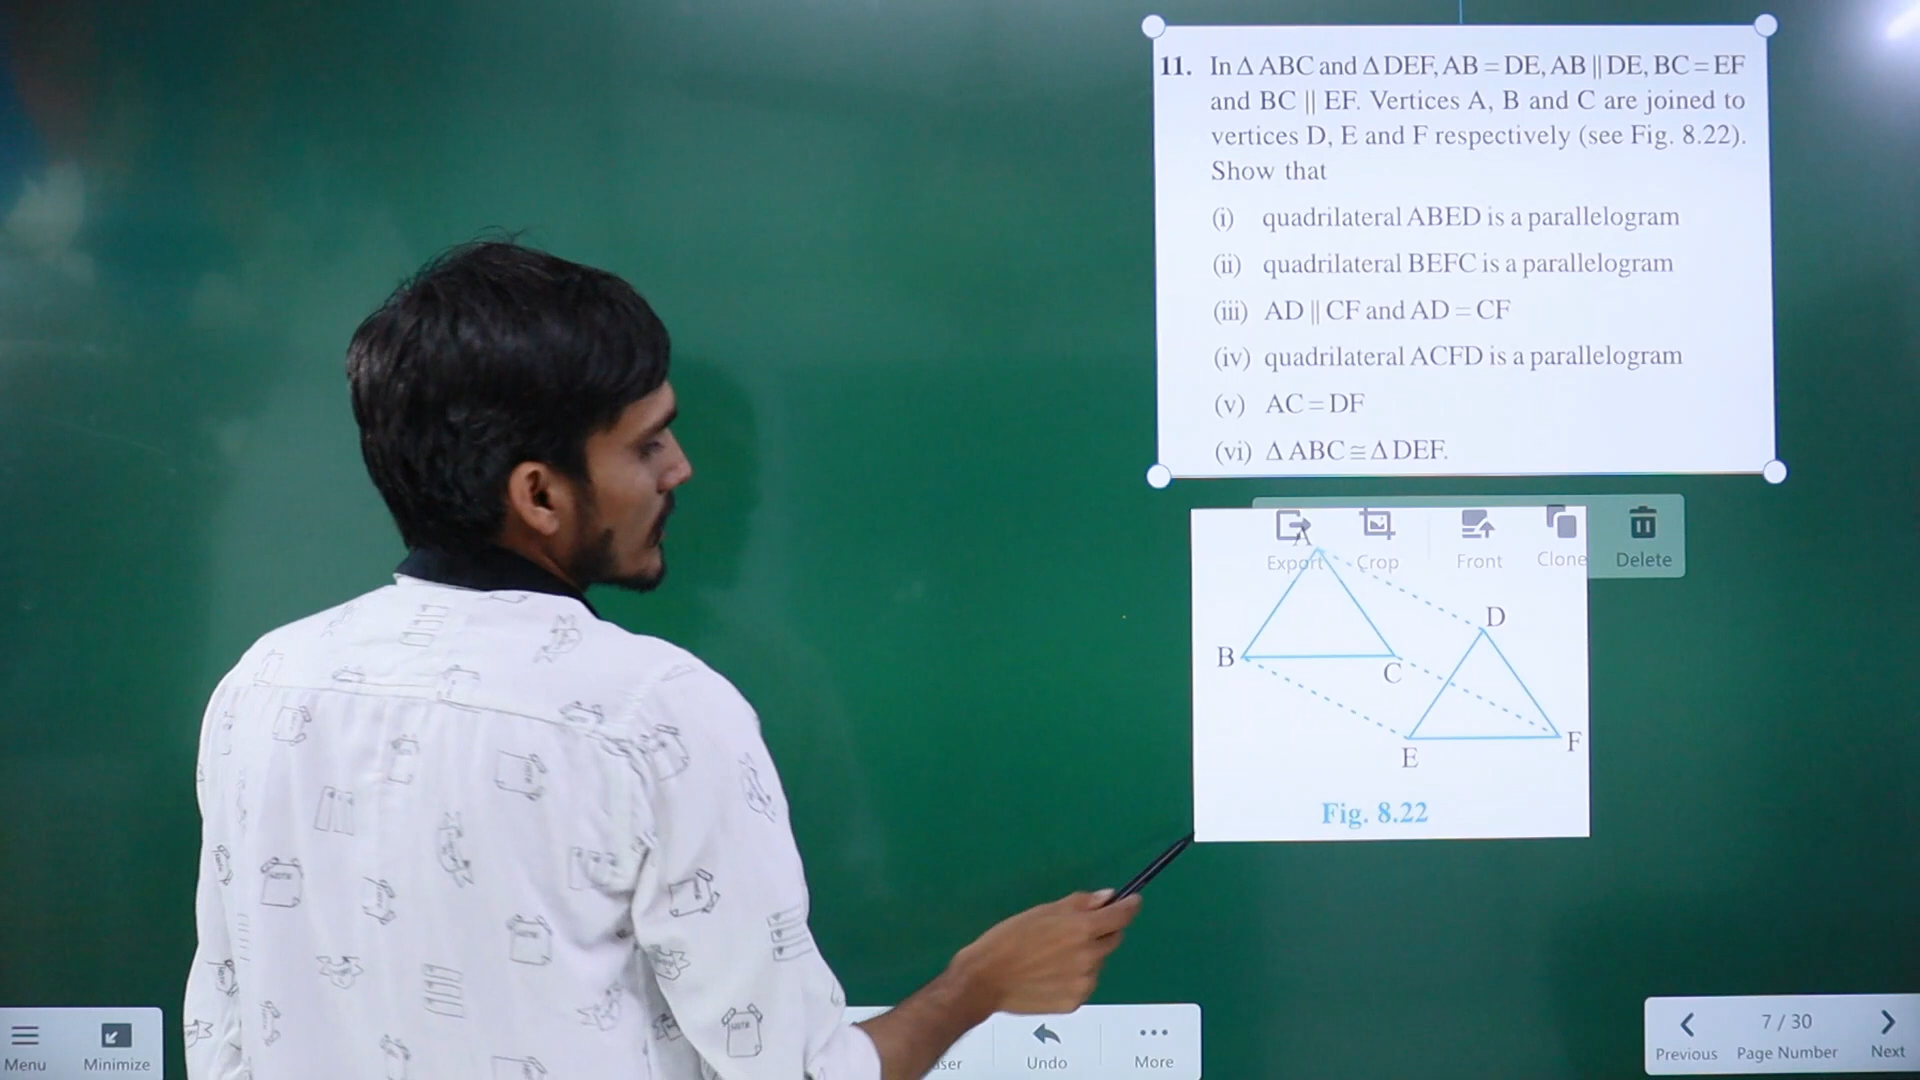 11. In Δ ABC and Δ DEF, AB = DE, AB || DE, BC = EF
and BC || EF. Vertices A, B and C are joined to
vertices D, E and F respectively (see Fig. 8.22).
Show that
(i) quadrilateral ABED is a parallelogram
(ii) quadrilateral BEFC is a parallelogram
(iii) AD || CF and AD = CF
(iv) quadrilateral ACFD is a parallelogram
(v) AC = DF
(vi) Δ ABC ≅ Δ DEF.
Export Crop Front Clone Delete
A
D
B
C
E
F
Fig. 8.22
Menu Minimize
Undo More
7 / 30
Previous Page Number Next